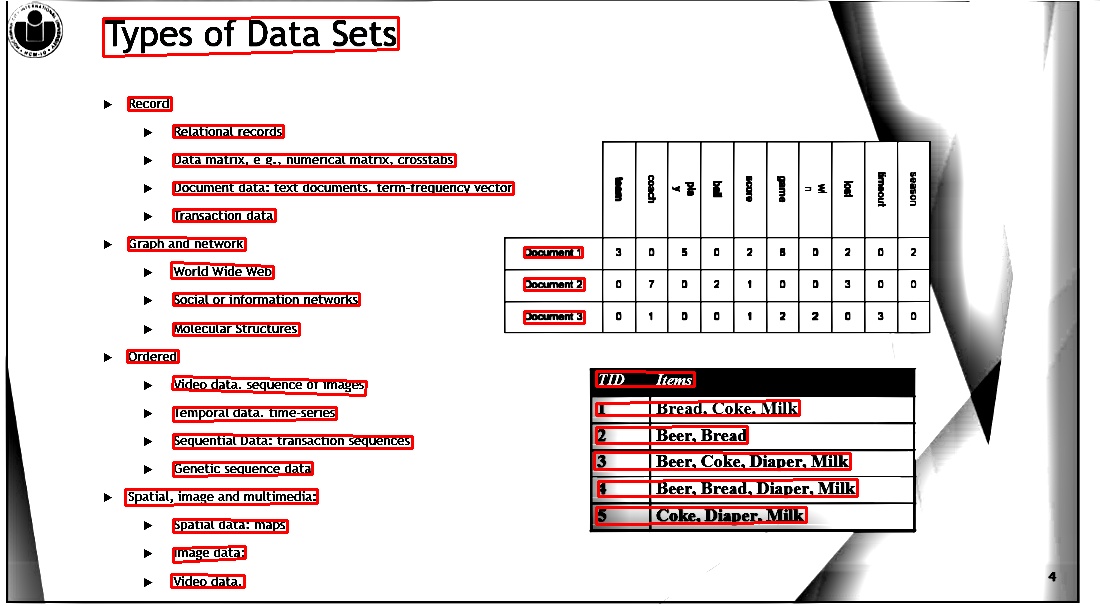 Types of Data Sets
Record
Relational records
Data matrix, e g., numerical matrix, crosstabs
Document data: text documents. term-frequency vector
Transaction data
Graph and network
World Wide Web
Social or information networks
Molecular Structures
Ordered
Video data. sequence of images
Temporal data. time-series
Sequential Data: transaction sequences
Genetic sequence data
Spatial, image and multimedia:
Spatial data: maps
Image data:
Video data.
team coach pla y ball score game wi n lost timeout season
Document 1 3 0 5 0 2 6 0 2 0 2
Document 2 0 7 0 2 1 0 0 3 0 0
Document 3 0 1 0 0 1 2 2 0 3 0
TID Items
1 Bread, Coke, Milk
2 Beer, Bread
3 Beer, Coke, Diaper, Milk
4 Beer, Bread, Diaper, Milk
5 Coke, Diaper, Milk
4